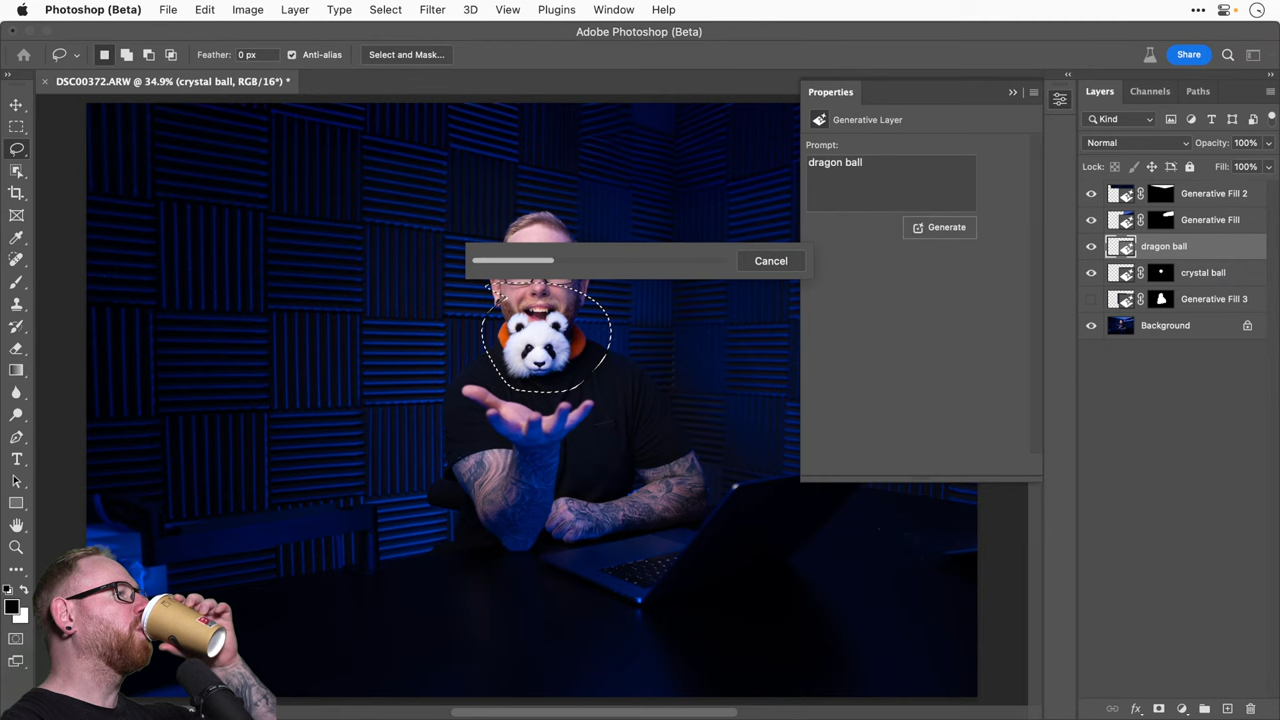 Photoshop (Beta) File Edit Image Layer Type Select Filter 3D View Plugins Window Help
Adobe Photoshop (Beta)
Feather: 0 px Anti-alias Select and Mask... Share
DSC00372.ARW @ 34.9% (crystal ball, RGB/16*) *
Properties
Generative Layer
Prompt:
dragon ball
Generate
Cancel
Layers Channels Paths
Kind
Normal Opacity: 100%
Lock: Fill: 100%
Generative Fill 2
Generative Fill
dragon ball
crystal ball
Generative Fill 3
Background